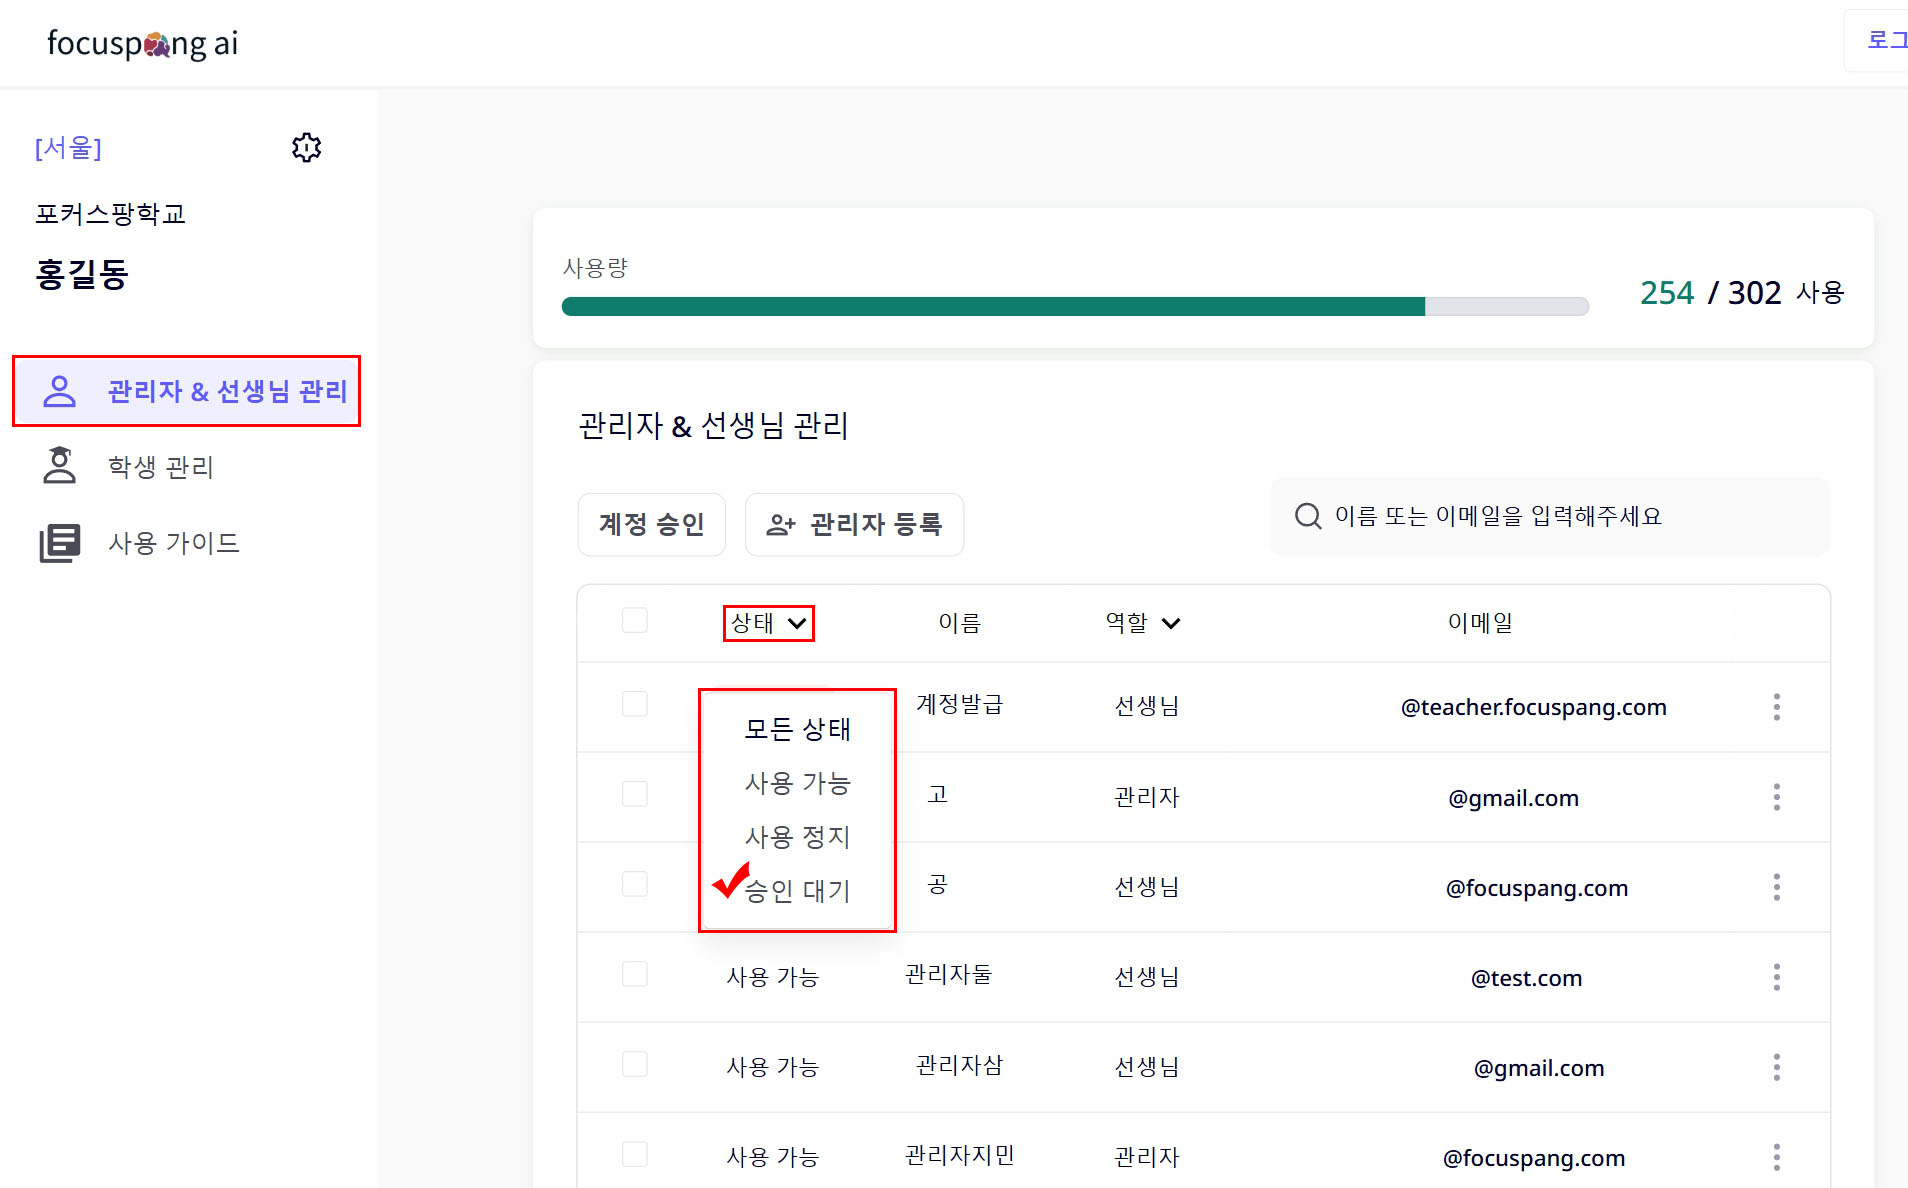 focuspang ai
로그
[서울]
포커스팡학교
홍길동
관리자 & 선생님 관리
학생 관리
사용 가이드
사용량
254 / 302 사용
관리자 & 선생님 관리
계정 승인
관리자 등록
이름 또는 이메일을 입력해주세요
상태 이름 역할 이메일
모든 상태
사용 가능
사용 정지
승인 대기
계정발급 선생님 @teacher.focuspang.com
고 관리자 @gmail.com
공 선생님 @focuspang.com
사용 가능 관리자둘 선생님 @test.com
사용 가능 관리자삼 선생님 @gmail.com
사용 가능 관리자지민 관리자 @focuspang.com